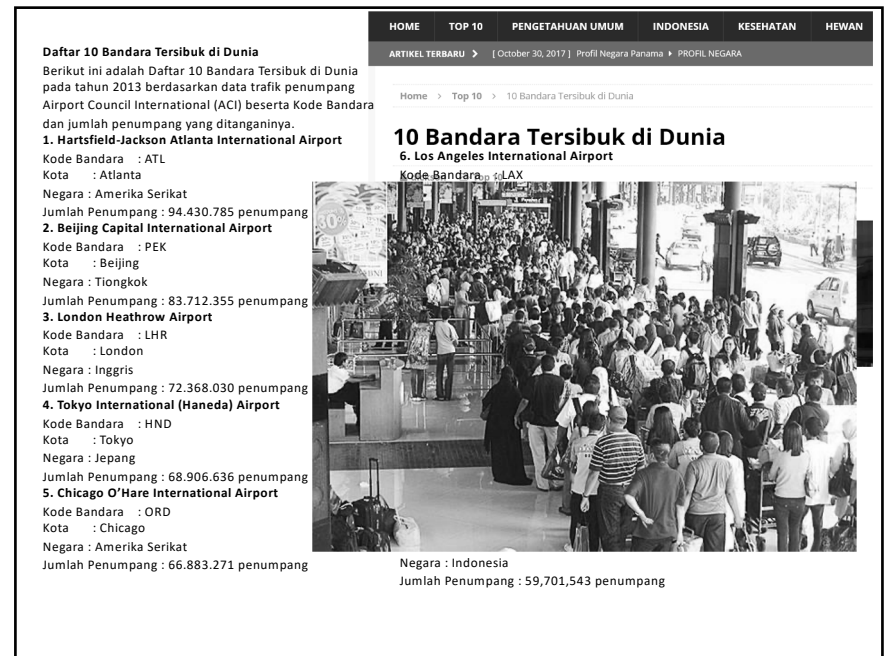 HOME TOP 10 PENGETAHUAN UMUM INDONESIA KESEHATAN HEWAN
ARTIKEL TERBARU [ October 30, 2017 ] Profil Negara Panama PROFIL NEGARA
Home > Top 10 > 10 Bandara Tersibuk di Dunia
10 Bandara Tersibuk di Dunia
Daftar 10 Bandara Tersibuk di Dunia
Berikut ini adalah Daftar 10 Bandara Tersibuk di Dunia
pada tahun 2013 berdasarkan data trafik penumpang
Airport Council International (ACI) beserta Kode Bandara
dan jumlah penumpang yang ditanganinya.
1. Hartsfield-Jackson Atlanta International Airport
Kode Bandara : ATL
Kota : Atlanta
Negara : Amerika Serikat
Jumlah Penumpang : 94.430.785 penumpang
2. Beijing Capital International Airport
Kode Bandara : PEK
Kota : Beijing
Negara : Tiongkok
Jumlah Penumpang : 83.712.355 penumpang
3. London Heathrow Airport
Kode Bandara : LHR
Kota : London
Negara : Inggris
Jumlah Penumpang : 72.368.030 penumpang
4. Tokyo International (Haneda) Airport
Kode Bandara : HND
Kota : Tokyo
Negara : Jepang
Jumlah Penumpang : 68.906.636 penumpang
5. Chicago O’Hare International Airport
Kode Bandara : ORD
Kota : Chicago
Negara : Amerika Serikat
Jumlah Penumpang : 66.883.271 penumpang
6. Los Angeles International Airport
Kode Bandara : LAX
30%
Negara : Indonesia
Jumlah Penumpang : 59,701,543 penumpang